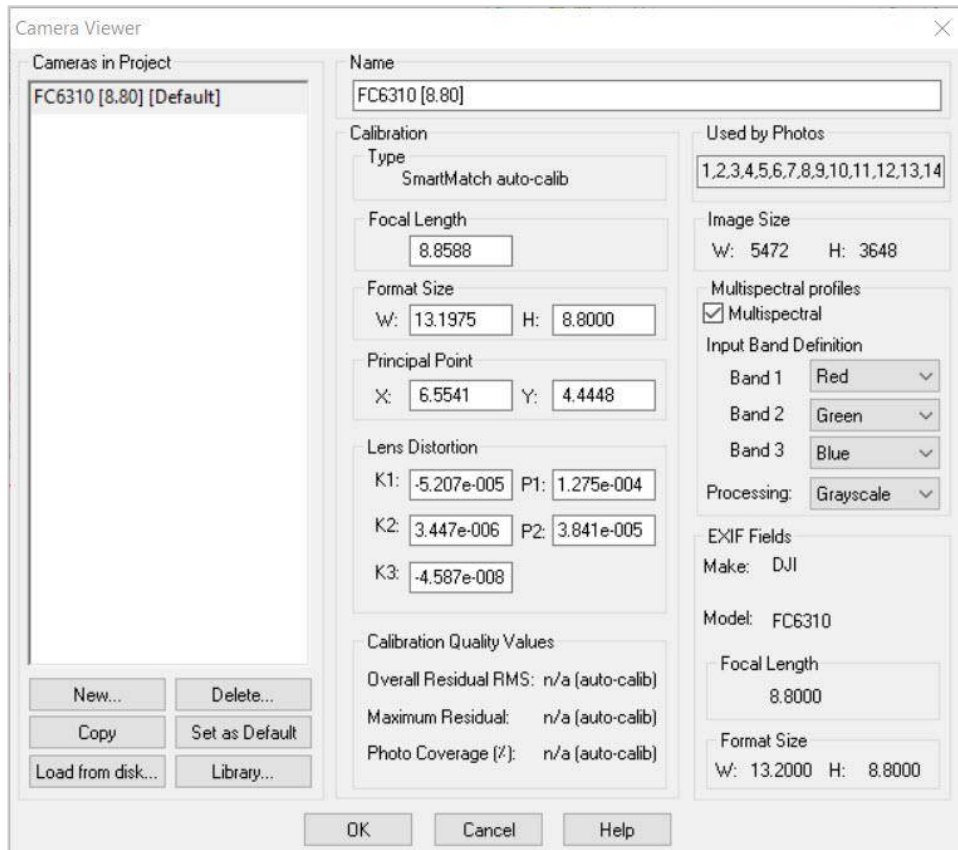 Camera Viewer
Cameras in Project
FC6310 [8.80] [Default]
New...
Delete...
Copy
Set as Default
Load from disk...
Library...
Name
FC6310 [8.80]
Calibration
Type
SmartMatch auto-calib
Focal Length
8.8588
Format Size
W: 13.1975 H: 8.8000
Principal Point
X: 6.5541 Y: 4.4448
Lens Distortion
K1: -5.207e-005 P1: 1.275e-004
K2: 3.447e-006 P2: 3.841e-005
K3: -4.587e-008
Calibration Quality Values
Overall Residual RMS: n/a (auto-calib)
Maximum Residual: n/a (auto-calib)
Photo Coverage (%): n/a (auto-calib)
Used by Photos
1,2,3,4,5,6,7,8,9,10,11,12,13,14
Image Size
W: 5472 H: 3648
Multispectral profiles
Multispectral
Input Band Definition
Band 1 Red
Band 2 Green
Band 3 Blue
Processing: Grayscale
EXIF Fields
Make: DJI
Model: FC6310
Focal Length
8.8000
Format Size
W: 13.2000 H: 8.8000
OK
Cancel
Help